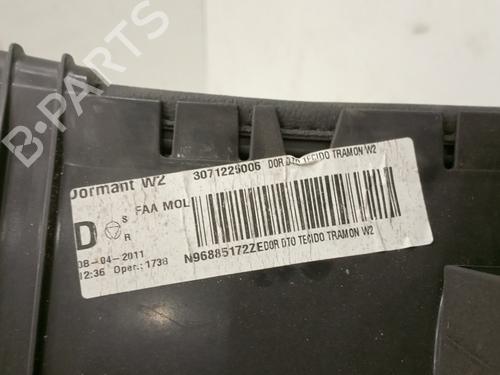 B-PARTS
Dormant W2 3071225006 DOR DTO TECIDO TRAMON W2
D S FAA MOL
R
08-04-2011
12:36 Oper.: 1738 N96885172ZE DOR DTO TECIDO TRAMON W2